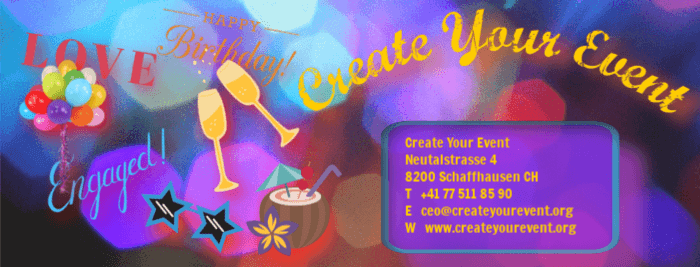 LOVE
HAPPY
Birthday!
Create Your Event
Engaged!
Create Your Event
Neutalstrasse 4
8200 Schaffhausen CH
T +41 77 511 85 90
E ceo@createyourevent.org
W www.createyourevent.org